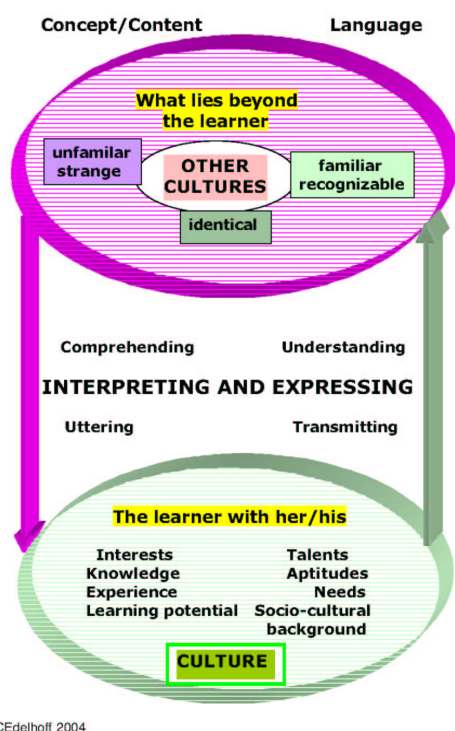 Concept/Content Language
What lies beyond
the learner
unfamilar
strange
OTHER
CULTURES
familiar
recognizable
identical
Comprehending Understanding
INTERPRETING AND EXPRESSING
Uttering Transmitting
The learner with her/his
Interests Talents
Knowledge Aptitudes
Experience Needs
Learning potential Socio-cultural
background
CULTURE
CEdelhoff 2004